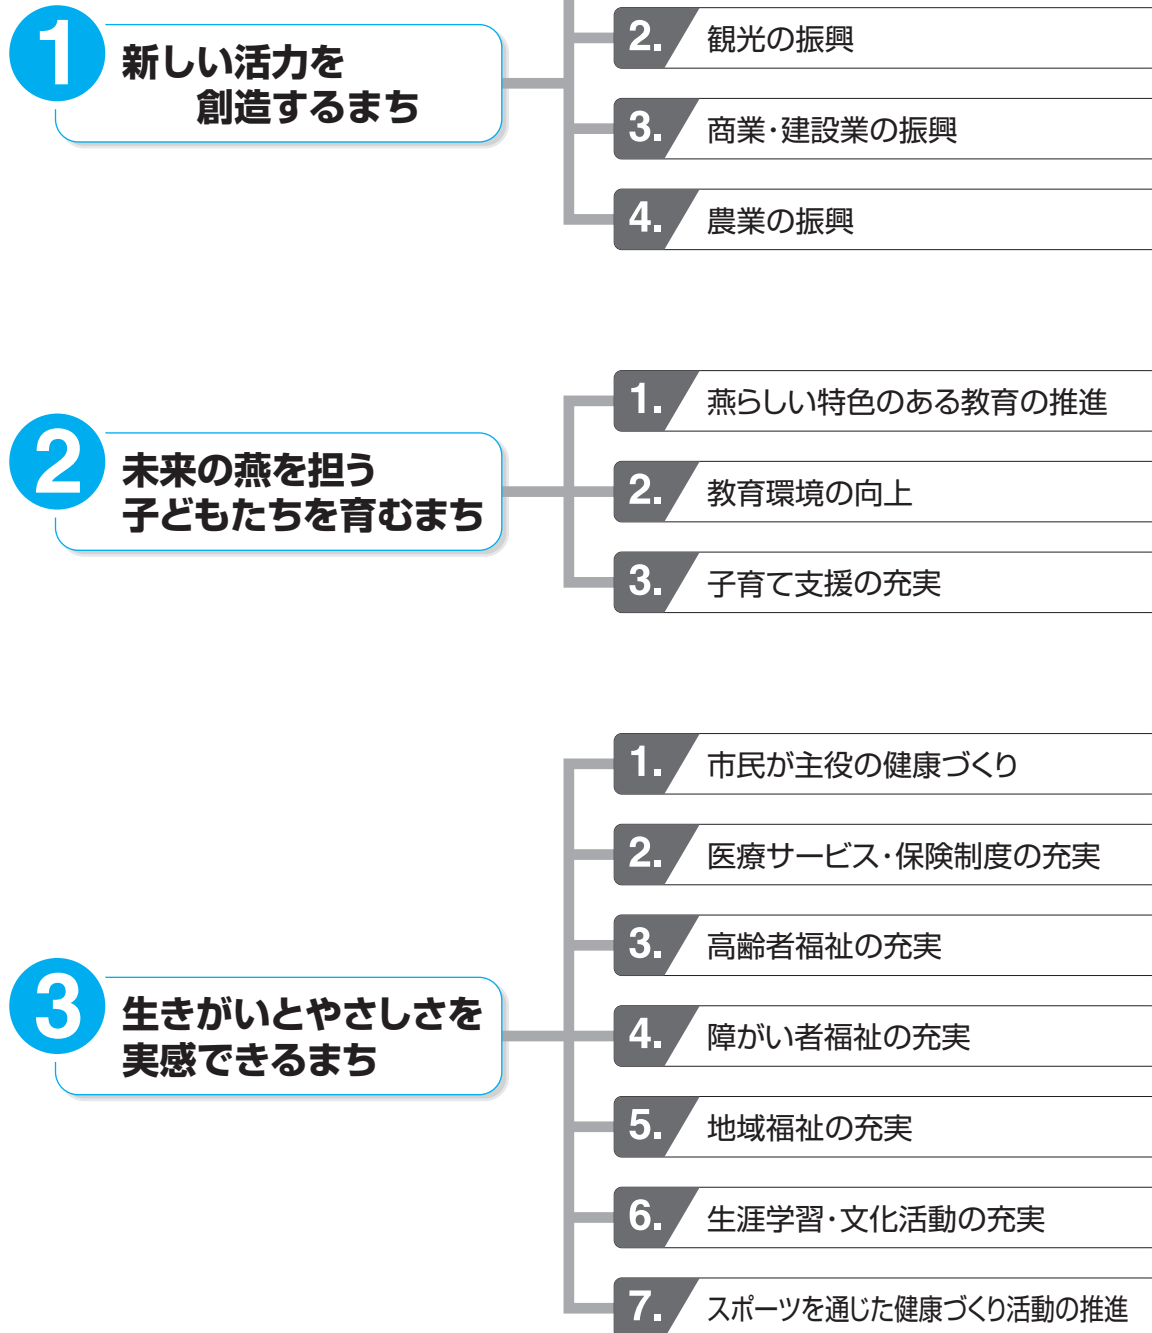 1
新しい活力を
創造するまち
2. 観光の振興
3. 商業・建設業の振興
4. 農業の振興
2
未来の燕を担う
子どもたちを育むまち
1. 燕らしい特色のある教育の推進
2. 教育環境の向上
3. 子育て支援の充実
3
生きがいとやさしさを
実感できるまち
1. 市民が主役の健康づくり
2. 医療サービス・保険制度の充実
3. 高齢者福祉の充実
4. 障がい者福祉の充実
5. 地域福祉の充実
6. 生涯学習・文化活動の充実
7. スポーツを通じた健康づくり活動の推進